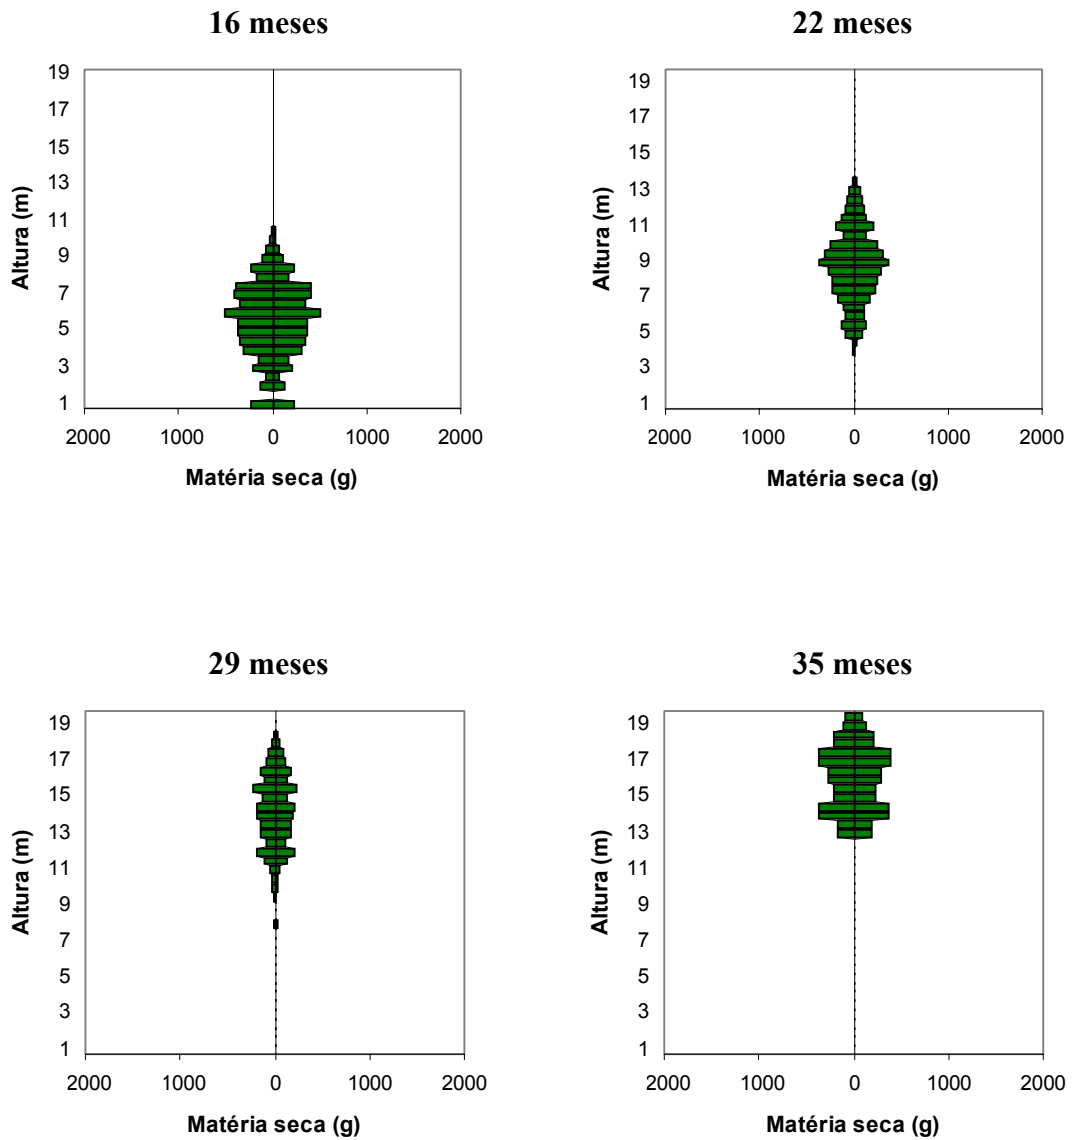 16 meses
19
17
15
13
11
9
7
5
3
1
Altura (m)
2000 1000 0 1000 2000
Matéria seca (g)
22 meses
19
17
15
13
11
9
7
5
3
1
Altura (m)
2000 1000 0 1000 2000
Matéria seca (g)
29 meses
19
17
15
13
11
9
7
5
3
1
Altura (m)
2000 1000 0 1000 2000
Matéria seca (g)
35 meses
19
17
15
13
11
9
7
5
3
1
Altura (m)
2000 1000 0 1000 2000
Matéria seca (g)